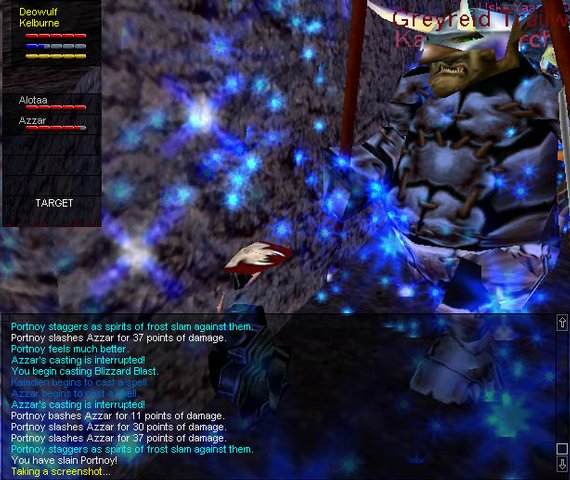 Deowulf
Kelburne
Alotaa
Azzar
TARGET
Greyreld
Portnoy staggers as spirits of frost slam against them.
Portnoy slashes Azzar for 37 points of damage.
Portnoy feels much better.
Azzar's casting is interrupted!
You begin casting Blizzard Blast.
Kaladien begins to cast a spell.
Azzar begins to cast a spell.
Azzar's casting is interrupted!
Portnoy bashes Azzar for 11 points of damage.
Portnoy slashes Azzar for 30 points of damage.
Portnoy slashes Azzar for 37 points of damage.
Portnoy staggers as spirits of frost slam against them.
You have slain Portnoy!
Taking a screenshot...